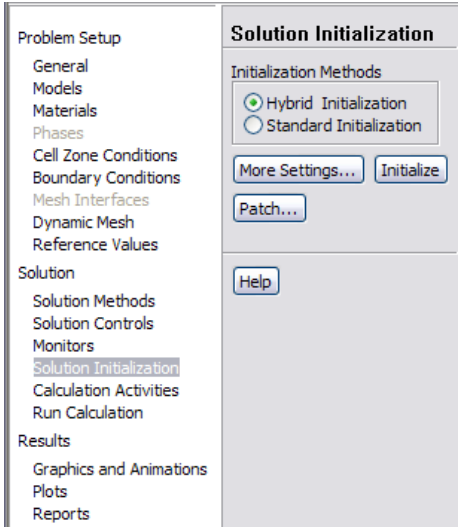 Problem Setup
General
Models
Materials
Phases
Cell Zone Conditions
Boundary Conditions
Mesh Interfaces
Dynamic Mesh
Reference Values
Solution
Solution Methods
Solution Controls
Monitors
Solution Initialization
Calculation Activities
Run Calculation
Results
Graphics and Animations
Plots
Reports
Solution Initialization
Initialization Methods
Hybrid Initialization
Standard Initialization
More Settings... Initialize
Patch...
Help